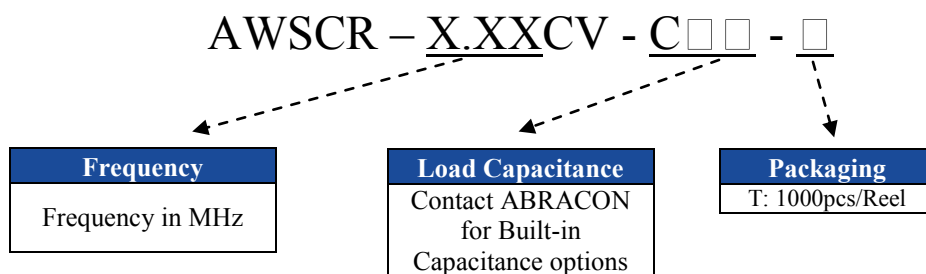 AWSCR – X.XXCV - C□□ - □
Frequency
Frequency in MHz
Load Capacitance
Contact ABRACON
for Built-in
Capacitance options
Packaging
T: 1000pcs/Reel